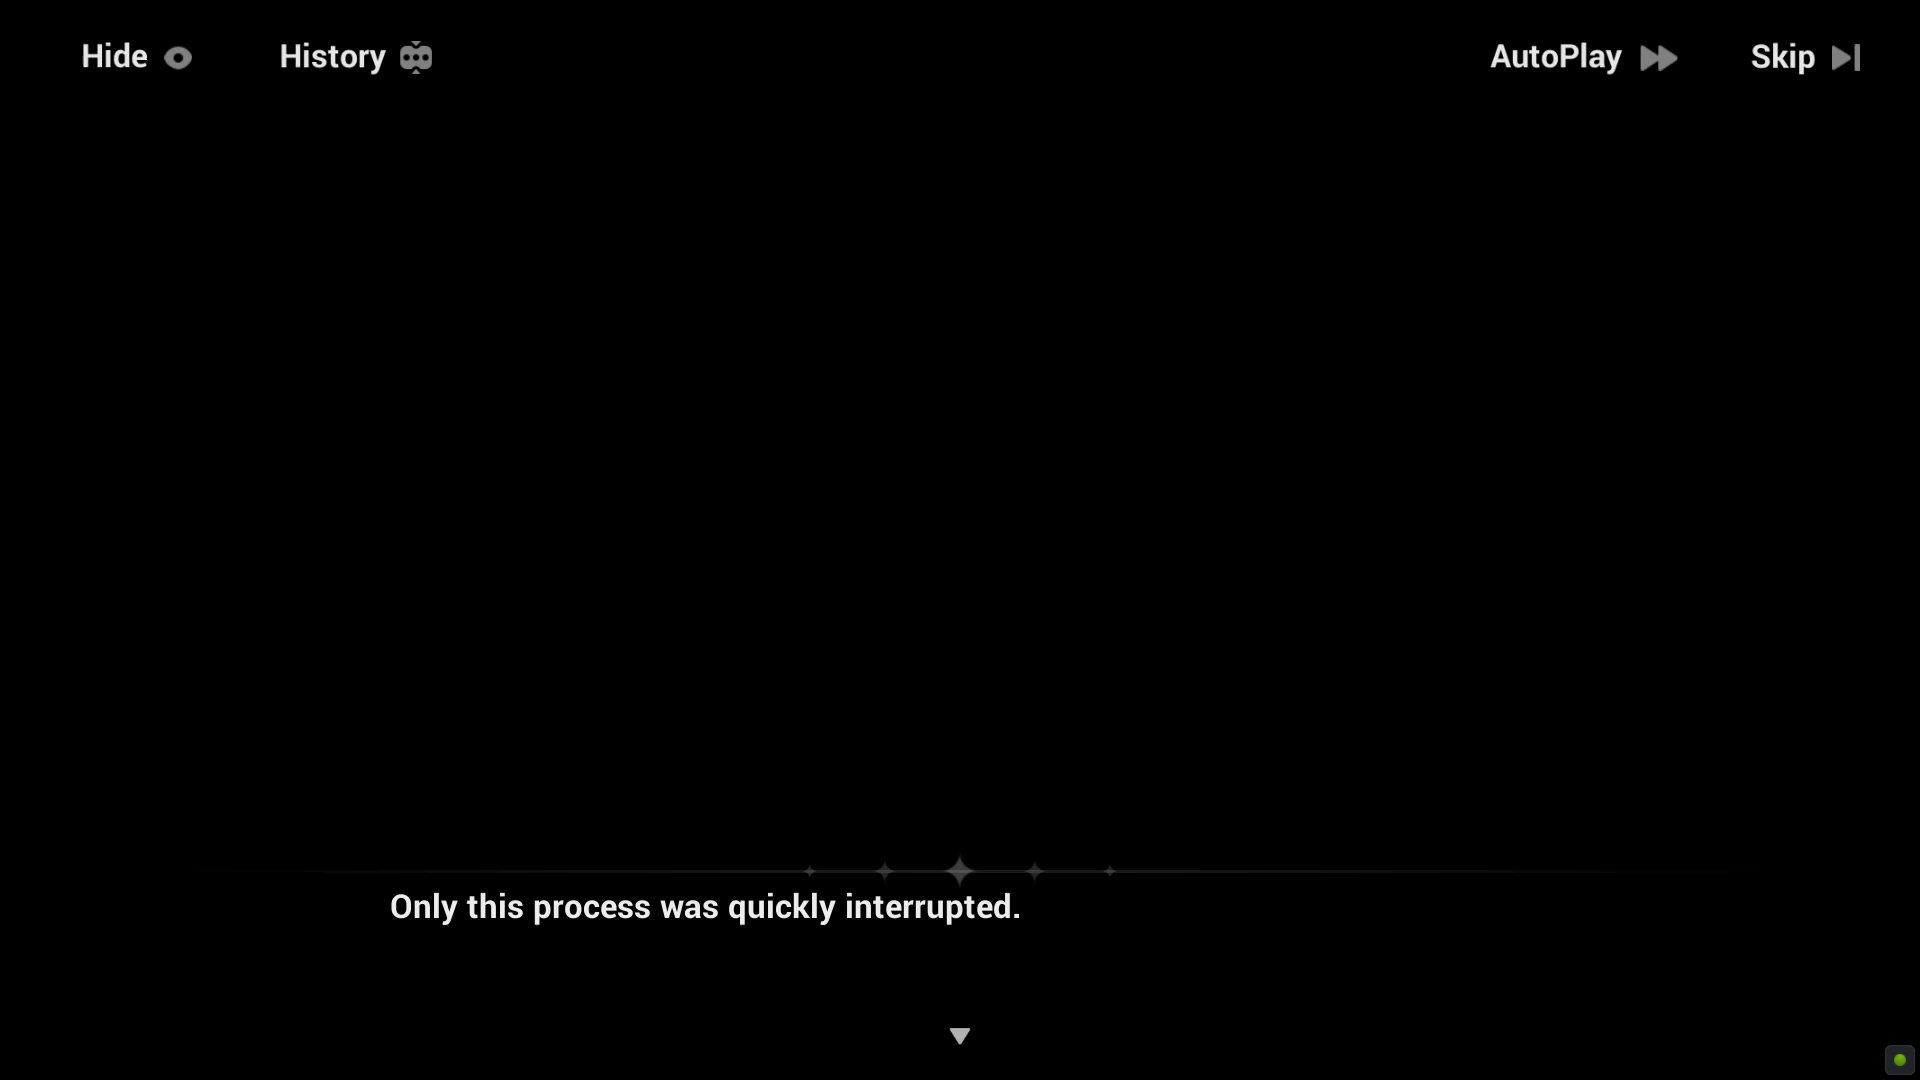 Hide
History
AutoPlay
Skip
Only this process was quickly interrupted.